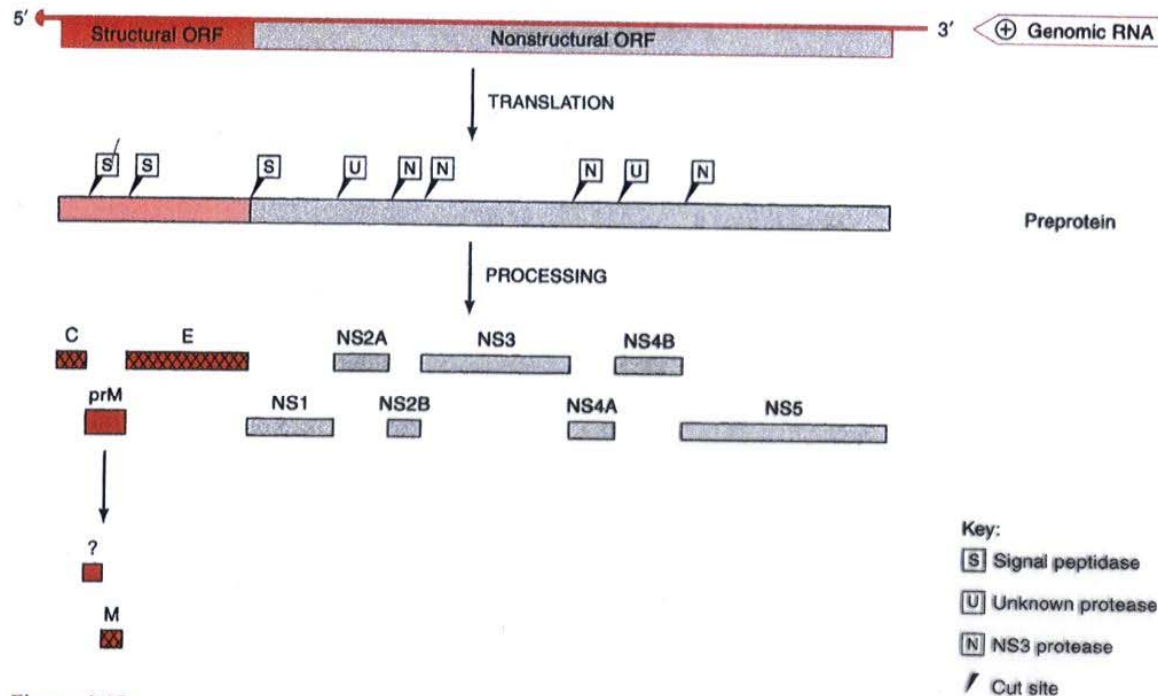 5′ Structural ORF Nonstructural ORF 3′ ⊕ Genomic RNA
TRANSLATION
S S S U N N N U N
Preprotein
PROCESSING
C E NS2A NS3 NS4B
prM NS1 NS2B NS4A NS5
?
M
Key:
S Signal peptidase
U Unknown protease
N NS3 protease
Cut site